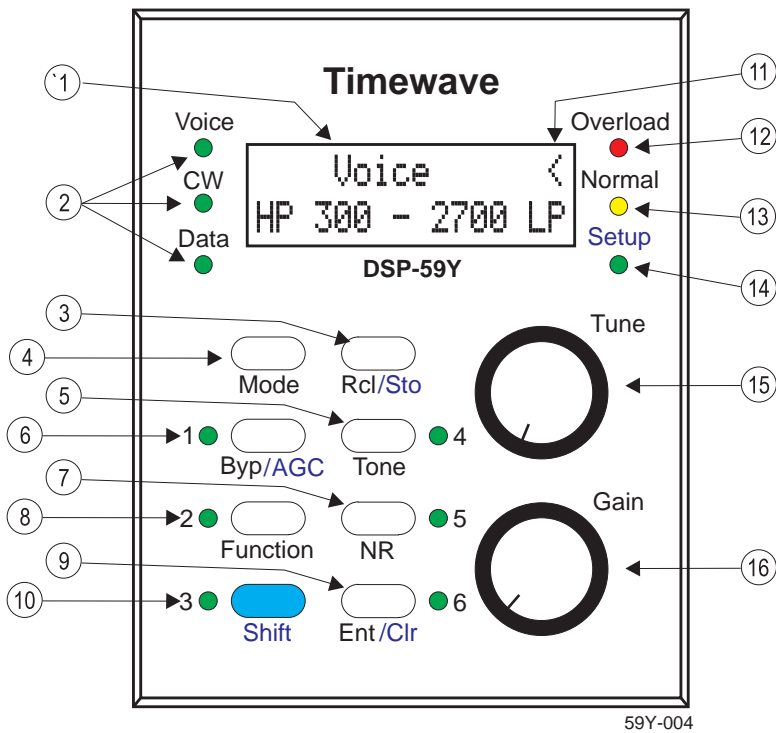 Timewave
`1
11
Voice
Overload
12
2
CW
Voice <
Normal
13
HP 300 - 2700 LP
Data
DSP-59Y
Setup
14
3
Tune
4
Mode
Rcl/Sto
5
15
6
1
4
Byp/AGC
Tone
7
Gain
8
2
5
Function
NR
9
16
10
3
6
Shift
Ent/Clr
59Y-004